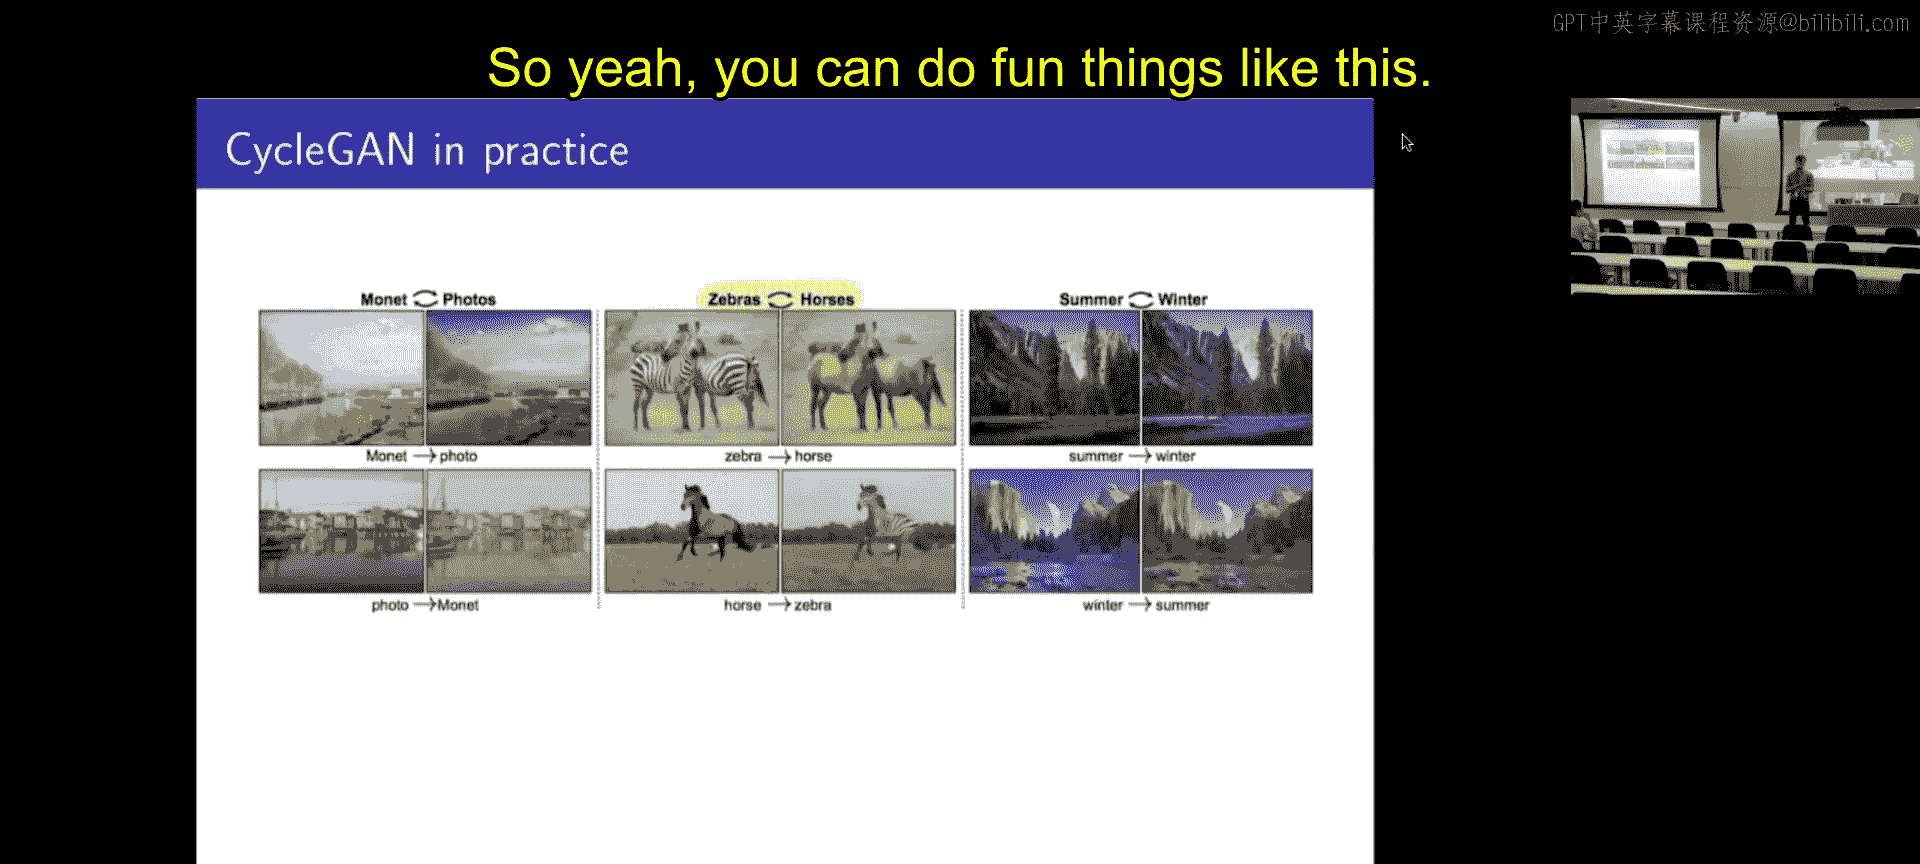 GPT中英字幕课程资源@bilibili.com
So yeah, you can do fun things like this.
CycleGAN in practice
Monet Photos
Zebras Horses
Summer Winter
Monet → photo
zebra → horse
summer → winter
photo → Monet
horse → zebra
winter → summer